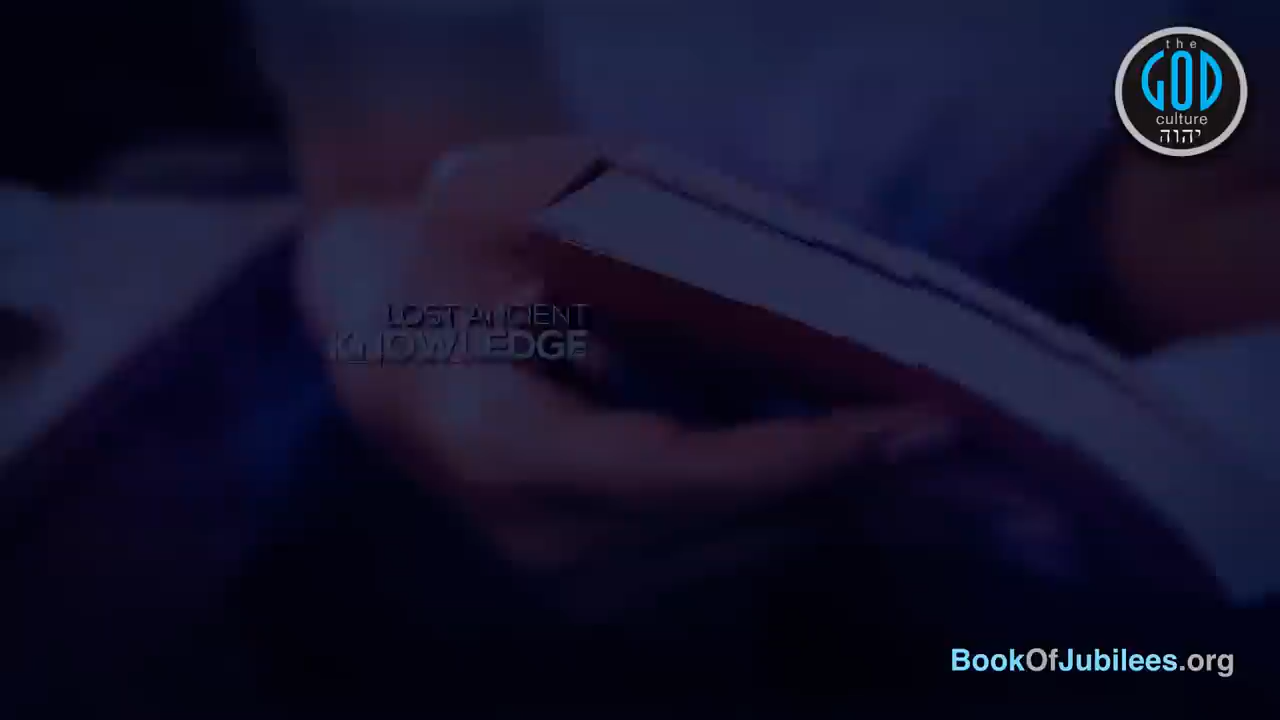 the
GOD
culture
יהוה
LOST ANCIENT
KNOWLEDGE
BookOfJubilees.org